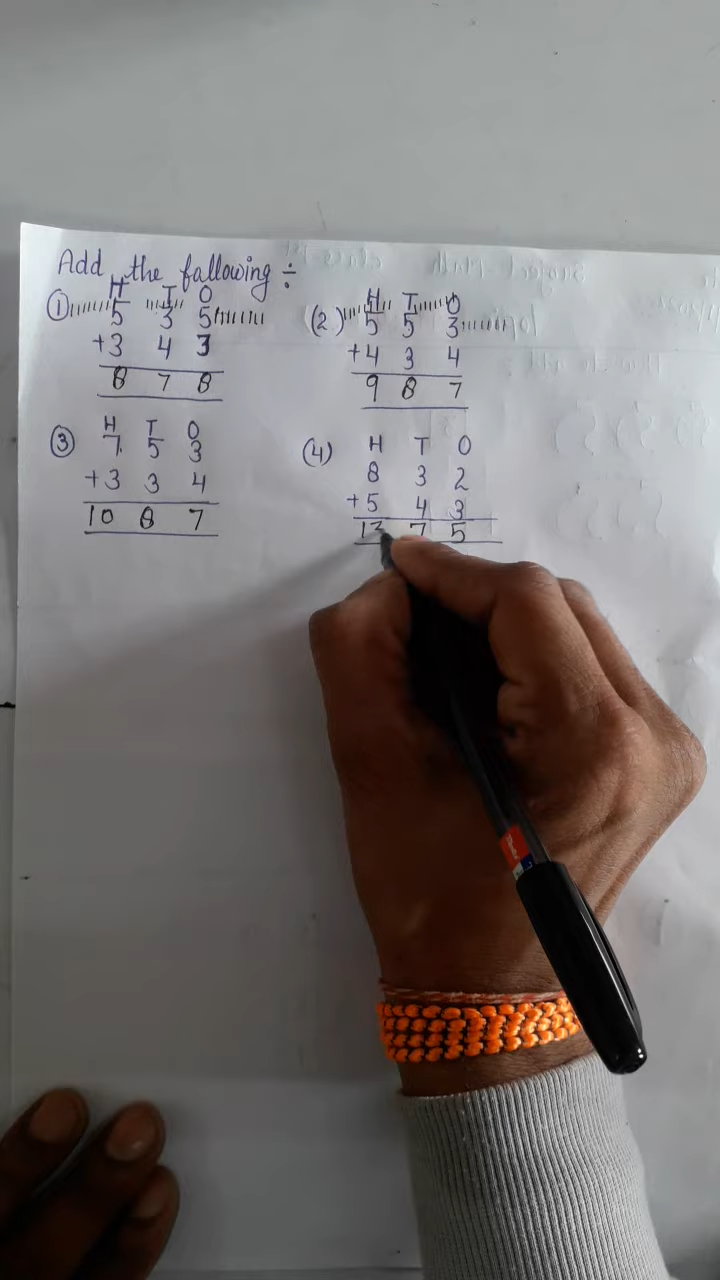 Add the fallowing ÷
① H T O
5 3 5
+3 4 3
8 7 8
(2) H T O
5 5 3
+4 3 4
9 8 7
③ H T O
7 5 3
+3 3 4
10 8 7
(4) H T O
8 3 2
+5 4 3
13 7 5